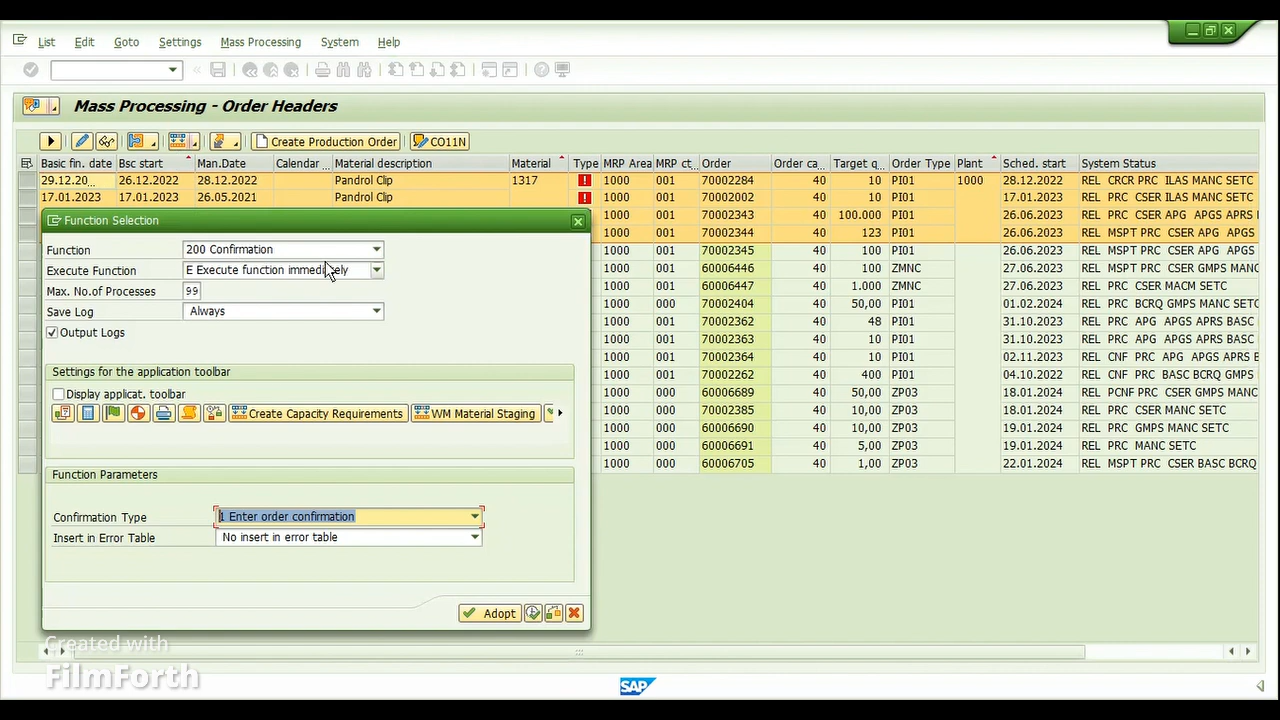 List Edit Goto Settings Mass Processing System Help
Mass Processing - Order Headers
Create Production Order CO11N
Basic fin. date Bsc start Man.Date Calendar ... Material description Material Type MRP Area MRP ct... Order Order ca... Target q... Order Type Plant Sched. start System Status
29.12.20... 26.12.2022 28.12.2022 Pandrol Clip 1317 1000 001 70002284 40 10 PI01 1000 28.12.2022 REL CRCR PRC ILAS MANC SETC
17.01.2023 17.01.2023 26.05.2021 Pandrol Clip 1000 001 70002002 40 10 PI01 17.01.2023 REL PRC CSER ILAS MANC SETC
1000 001 70002343 40 100.000 PI01 26.06.2023 REL PRC CSER APG APGS APRS
1000 001 70002344 40 123 PI01 26.06.2023 REL MSPT PRC CSER APG APGS
1000 001 70002345 40 100 PI01 26.06.2023 REL MSPT PRC CSER APG APGS
1000 001 60006446 40 100 ZMNC 27.06.2023 REL MSPT PRC CSER GMPS MANC
1000 001 60006447 40 1.000 ZMNC 27.06.2023 REL PRC CSER MACM SETC
1000 000 70002404 40 50,00 PI01 01.02.2024 REL PRC BCRQ GMPS MANC SETC
1000 001 70002362 40 48 PI01 31.10.2023 REL PRC APG APGS APRS BASC
1000 001 70002363 40 10 PI01 31.10.2023 REL PRC APG APGS APRS BASC
1000 001 70002364 40 10 PI01 02.11.2023 REL CNF PRC APG APGS APRS
1000 001 70002262 40 400 PI01 04.10.2022 REL CNF PRC BASC BCRQ GMPS
1000 000 60006689 40 50,00 ZP03 18.01.2024 REL PCNF PRC CSER GMPS MANC
1000 000 70002385 40 10,00 ZP03 18.01.2024 REL PRC CSER MANC SETC
1000 000 60006690 40 10,00 ZP03 19.01.2024 REL PRC GMPS MANC SETC
1000 000 60006691 40 5,00 ZP03 19.01.2024 REL PRC MANC SETC
1000 000 60006705 40 1,00 ZP03 22.01.2024 REL MSPT PRC CSER BASC BCRQ
Function Selection
Function 200 Confirmation
Execute Function E Execute function immediately
Max. No.of Processes 99
Save Log Always
Output Logs
Settings for the application toolbar
Display applicat. toolbar
Create Capacity Requirements WM Material Staging
Function Parameters
Confirmation Type 1 Enter order confirmation
Insert in Error Table No insert in error table
Adopt
Created with
FilmForth
SAP